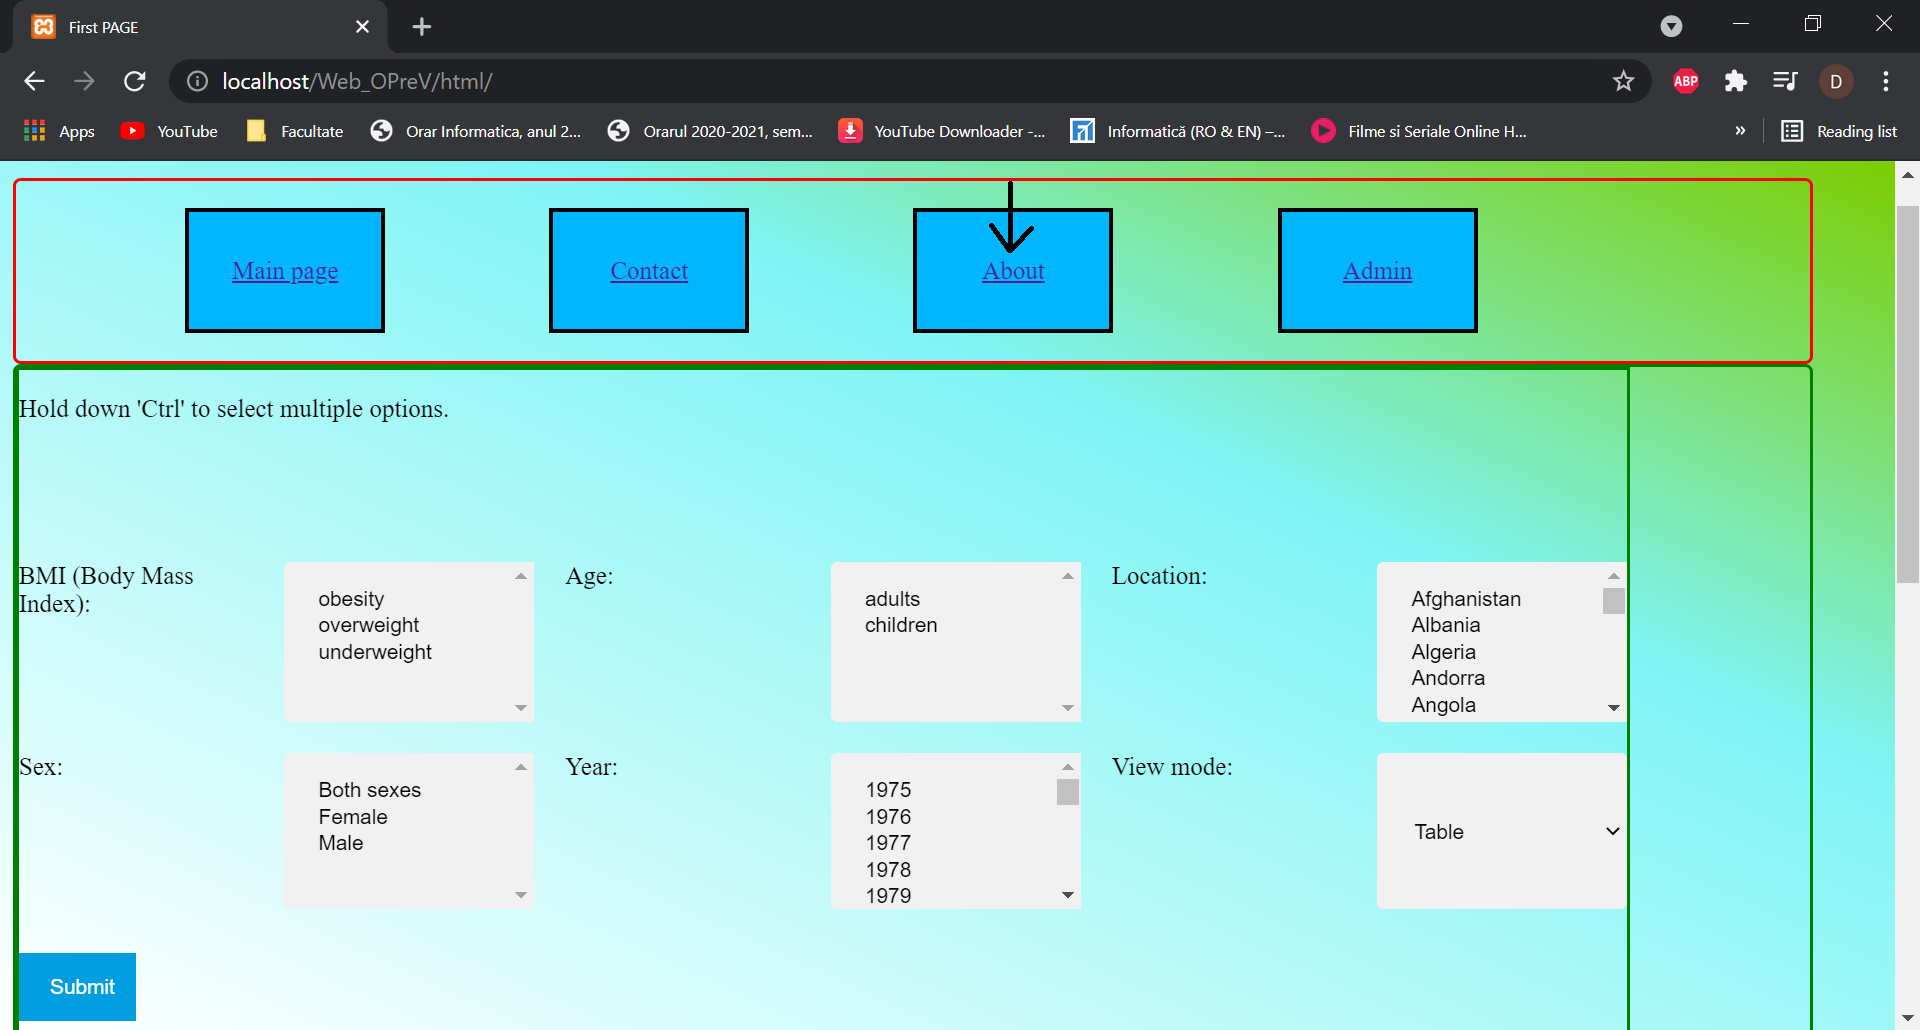 First PAGE
localhost/Web_OPreV/html/
ABP
D
Apps
YouTube
Facultate
Orar Informatica, anul 2...
Orarul 2020-2021, sem...
YouTube Downloader -...
Informatică (RO & EN) –...
Filme si Seriale Online H...
»
Reading list
Main page
Contact
About
Admin
Hold down 'Ctrl' to select multiple options.
BMI (Body Mass
Index):
obesity
overweight
underweight
Age:
adults
children
Location:
Afghanistan
Albania
Algeria
Andorra
Angola
Sex:
Both sexes
Female
Male
Year:
1975
1976
1977
1978
1979
View mode:
Table
Submit